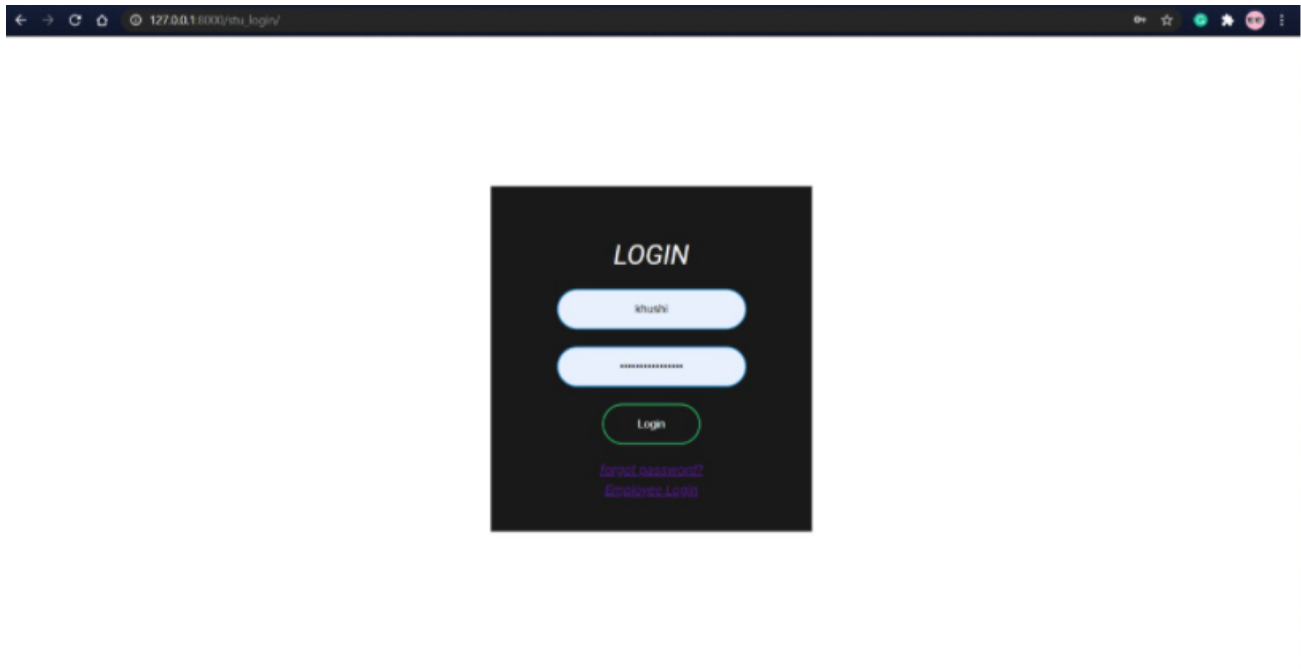 127.0.0.1:8000/stu_login/
LOGIN
khushi
••••••••••••••••
Login
forgot password?
Employee Login